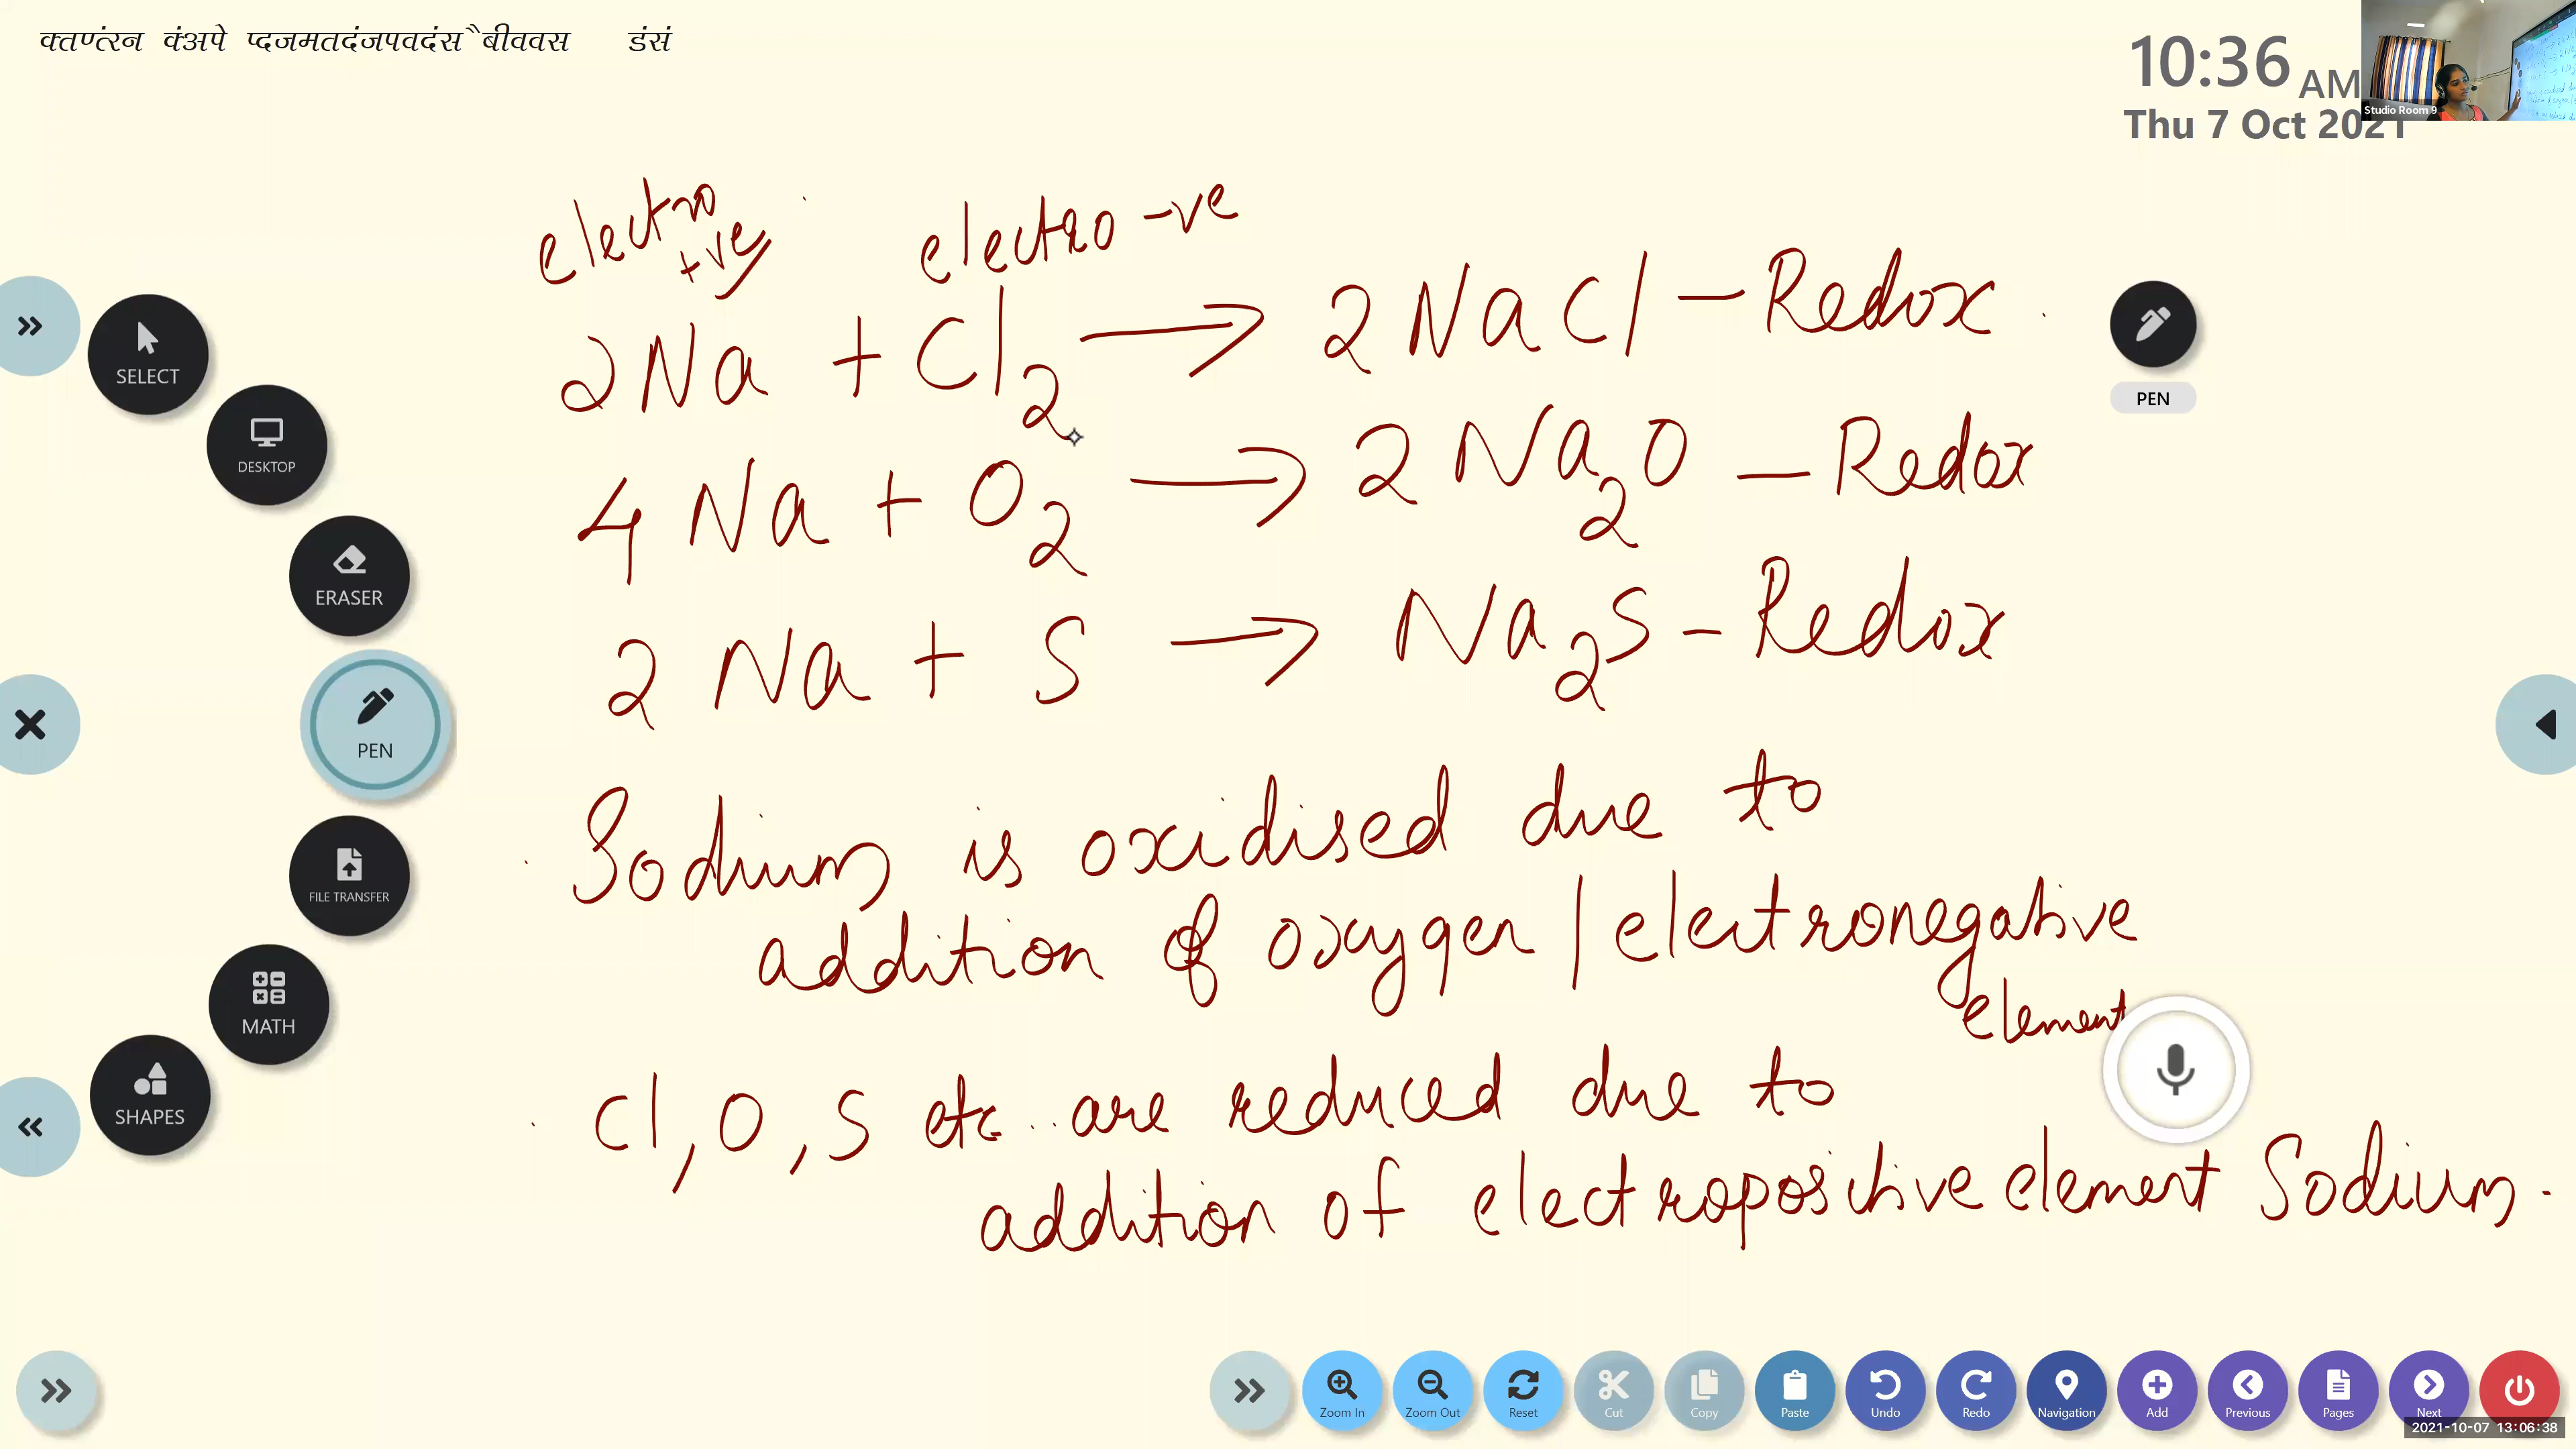 क्तण्तंरन कंअपे प्दजमतदंजपवदंस ैबीववस डंसं
10:36 AM
Thu 7 Oct 2021
Studio Room 9
electro +ve electro -ve
2Na + Cl2 → 2NaCl - Redox
4Na + O2 → 2Na2O - Redox
2Na + S → Na2S - Redox
Sodium is oxidised due to
addition of oxygen / electronegative
element
Cl, O, S etc. are reduced due to
addition of electropositive element Sodium.
SELECT
DESKTOP
ERASER
PEN
FILE TRANSFER
MATH
SHAPES
PEN
Zoom In Zoom Out Reset Cut Copy Paste Undo Redo Navigation Add Previous Pages Next
2021-10-07 13:06:38